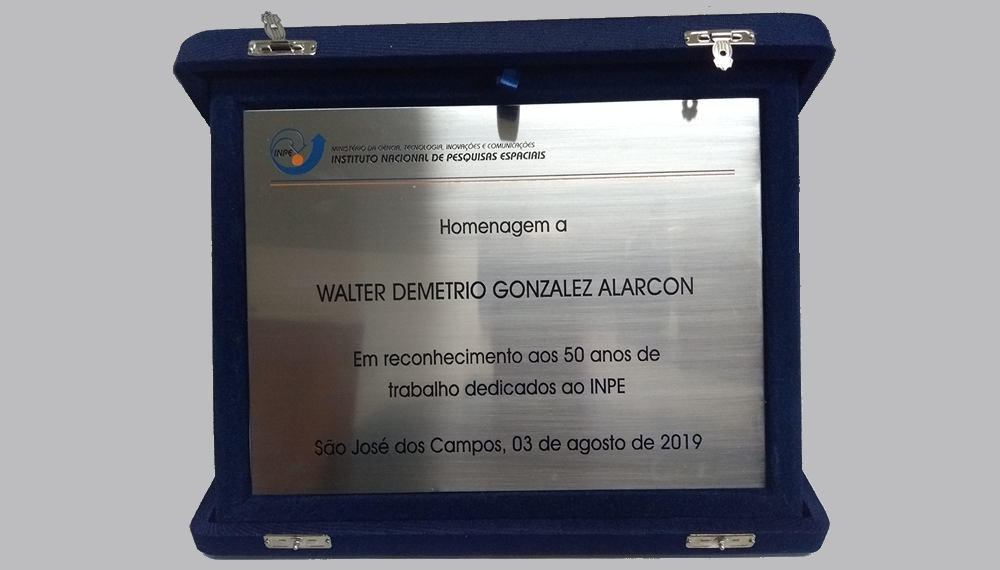 INPE
MINISTÉRIO DA CIÊNCIA, TECNOLOGIA, INOVAÇÕES E COMUNICAÇÕES
INSTITUTO NACIONAL DE PESQUISAS ESPACIAIS
Homenagem a
WALTER DEMETRIO GONZALEZ ALARCON
Em reconhecimento aos 50 anos de
trabalho dedicados ao INPE
São José dos Campos, 03 de agosto de 2019